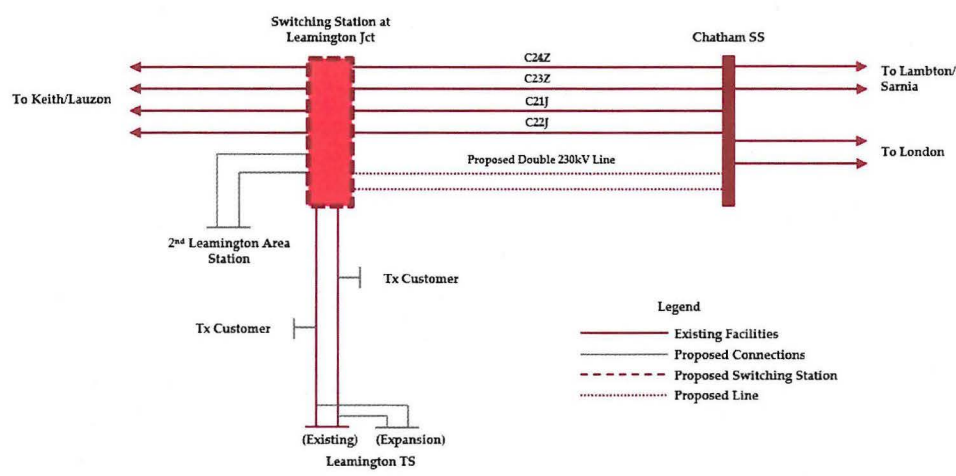 Switching Station at
Leamington Jct
Chatham SS
C24Z
C23Z
C21J
C22J
To Keith/Lauzon
To Lambton/
Sarnia
To London
Proposed Double 230kV Line
2nd Leamington Area
Station
Tx Customer
Tx Customer
Legend
Existing Facilities
Proposed Connections
Proposed Switching Station
Proposed Line
(Existing)
(Expansion)
Leamington TS